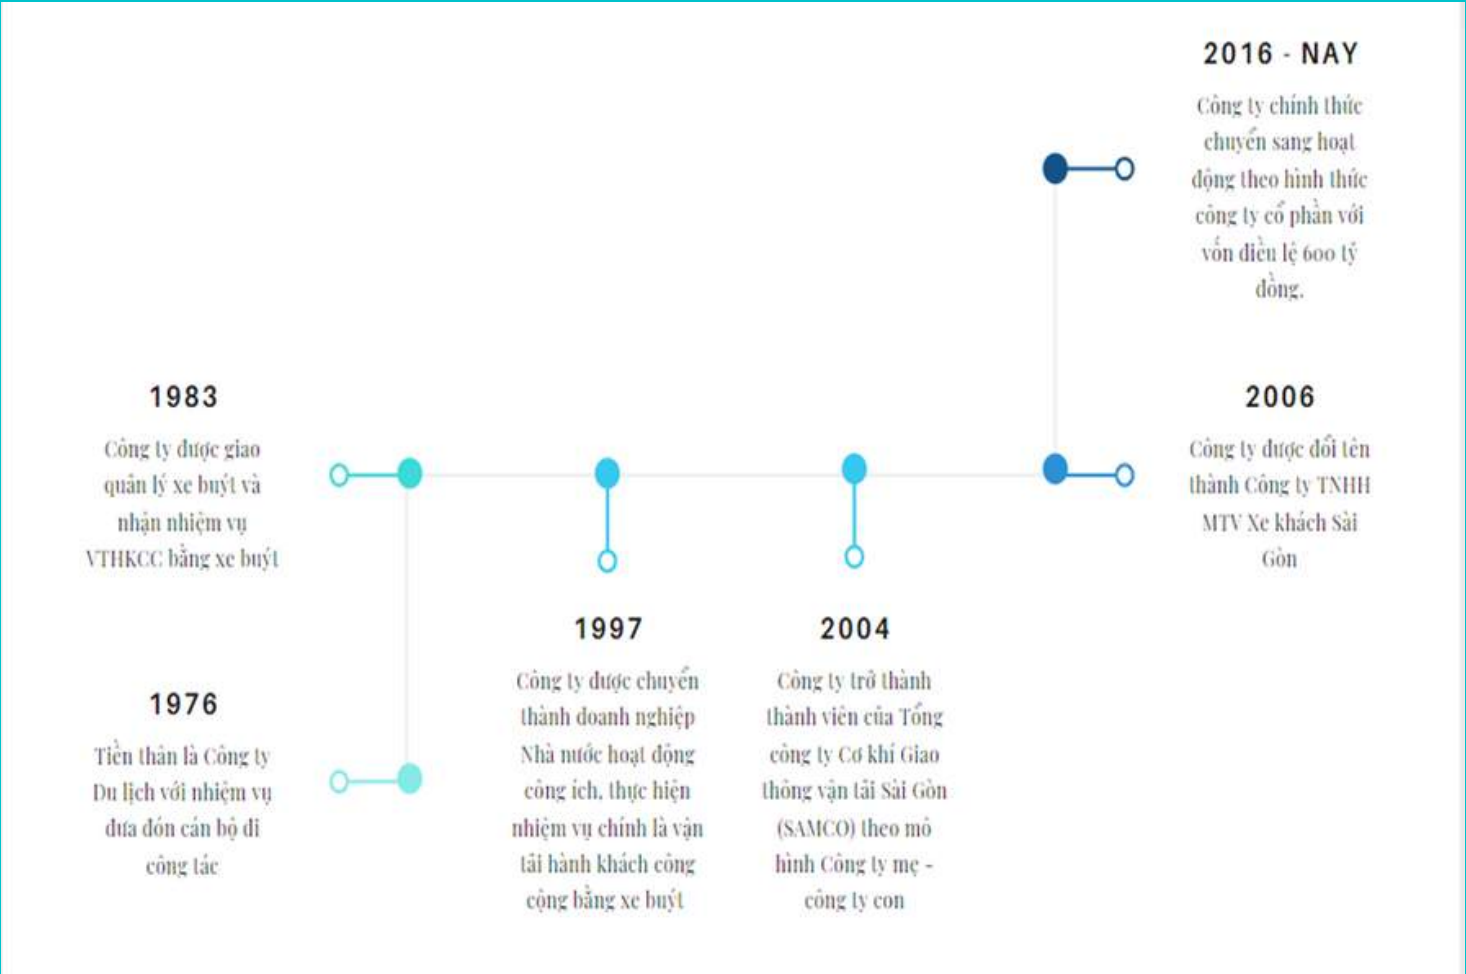 2016 - NAY
Công ty chính thức
chuyển sang hoạt
động theo hình thức
công ty cổ phần với
vốn điều lệ 600 tỷ
đồng.
1983
Công ty được giao
quản lý xe buýt và
nhận nhiệm vụ
VTHKCC bằng xe buýt
2006
Công ty được đổi tên
thành Công ty TNHH
MTV Xe khách Sài
Gòn
1976
Tiền thân là Công ty
Du lịch với nhiệm vụ
đưa đón cán bộ đi
công tác
1997
Công ty được chuyển
thành doanh nghiệp
Nhà nước hoạt động
công ích, thực hiện
nhiệm vụ chính là vận
tải hành khách công
cộng bằng xe buýt
2004
Công ty trở thành
thành viên của Tổng
công ty Cơ khí Giao
thông vận tải Sài Gòn
(SAMCO) theo mô
hình Công ty mẹ -
công ty con